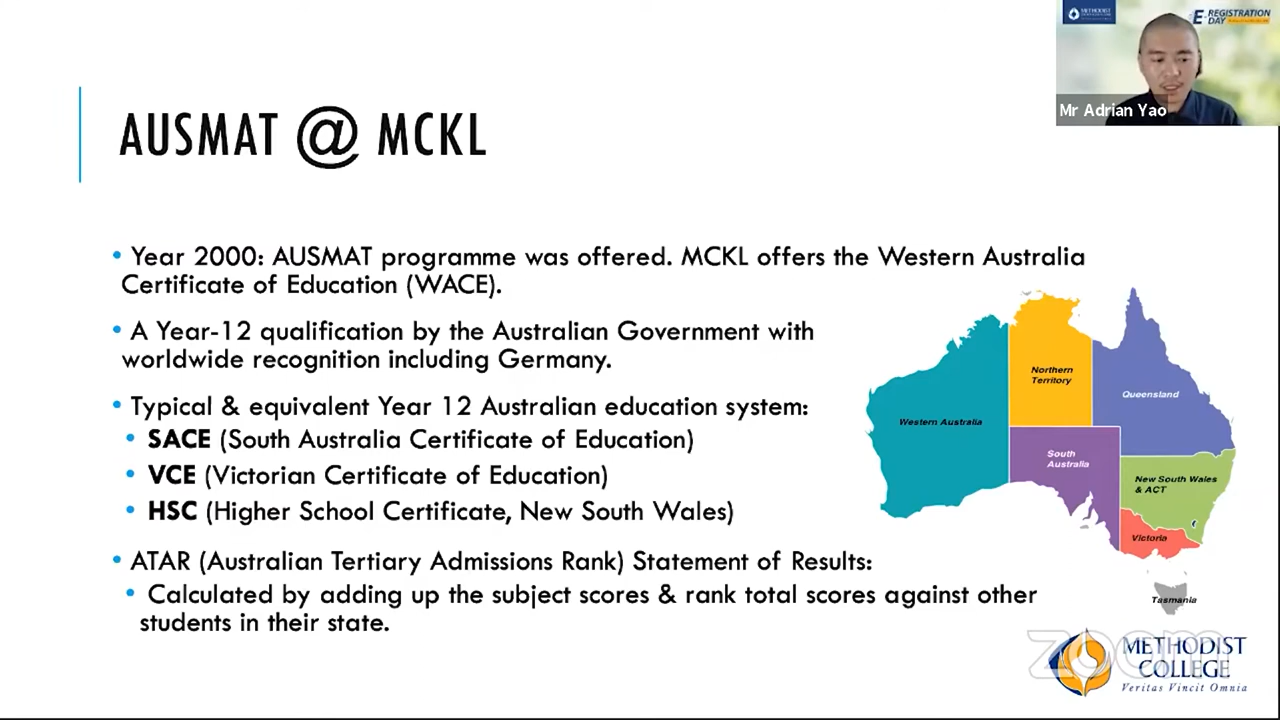 METHODIST
E-REGISTRATION
DAY
Mr Adrian Yao
AUSMAT @ MCKL
• Year 2000: AUSMAT programme was offered. MCKL offers the Western Australia
Certificate of Education (WACE).
• A Year-12 qualification by the Australian Government with
worldwide recognition including Germany.
• Typical & equivalent Year 12 Australian education system:
• SACE (South Australia Certificate of Education)
• VCE (Victorian Certificate of Education)
• HSC (Higher School Certificate, New South Wales)
• ATAR (Australian Tertiary Admissions Rank) Statement of Results:
• Calculated by adding up the subject scores & rank total scores against other
students in their state.
Western Australia
Northern
Territory
Queensland
South
Australia
New South Wales
& ACT
Victoria
Tasmania
zoom
METHODIST
COLLEGE
Veritas Vincit Omnia